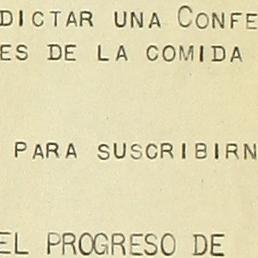 DICTAR UNA CONFE
ES DE LA COMIDA
PARA SUSCRIBIRN
EL PROGRESO DE